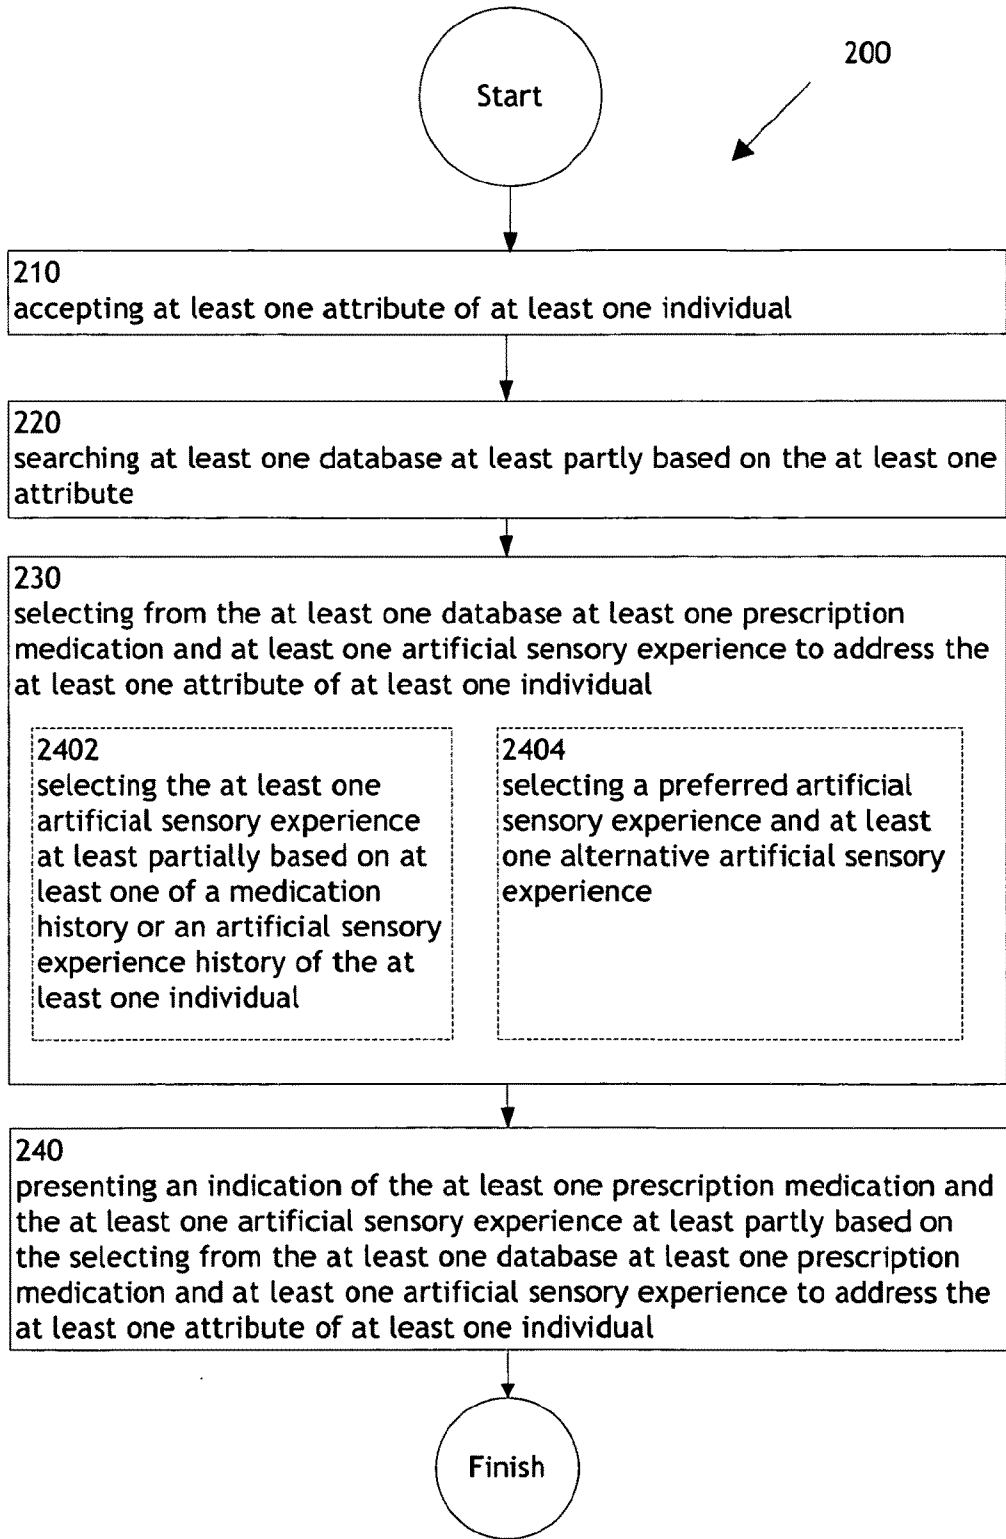 200
Start
210
accepting at least one attribute of at least one individual
220
searching at least one database at least partly based on the at least one
attribute
230
selecting from the at least one database at least one prescription
medication and at least one artificial sensory experience to address the
at least one attribute of at least one individual
2402
selecting the at least one
artificial sensory experience
at least partially based on at
least one of a medication
history or an artificial sensory
experience history of the at
least one individual
2404
selecting a preferred artificial
sensory experience and at least
one alternative artificial sensory
experience
240
presenting an indication of the at least one prescription medication and
the at least one artificial sensory experience at least partly based on
the selecting from the at least one database at least one prescription
medication and at least one artificial sensory experience to address the
at least one attribute of at least one individual
Finish